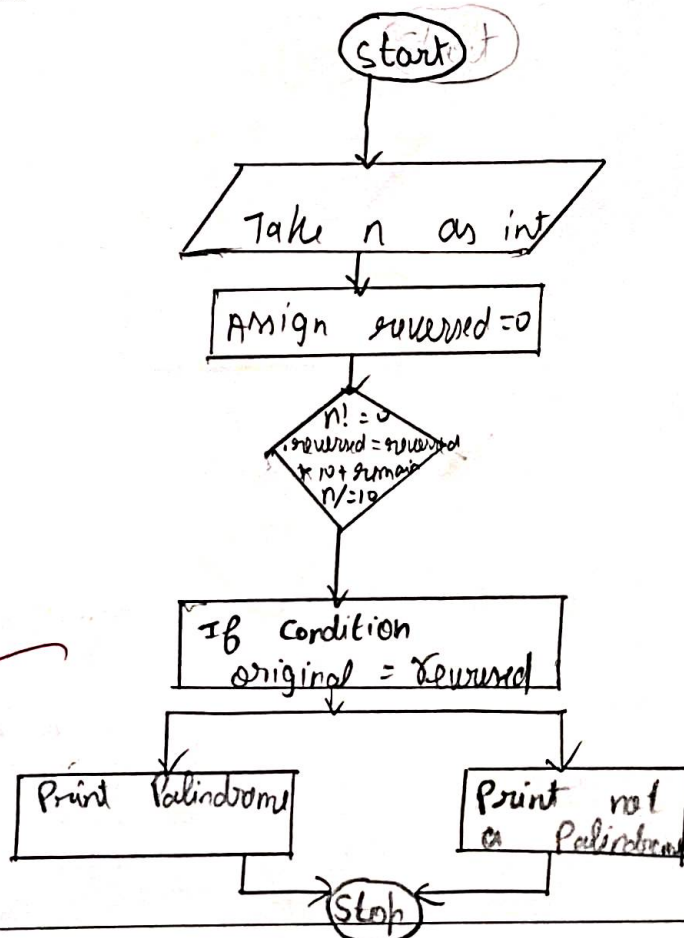 Start
Take n as int
Assign reversed=0
n! = 0
reversed=reversed
* 10+ remain
n/=10
If Condition
original = reversed
Print Palindrome
Print not
a Palindrome
Stop